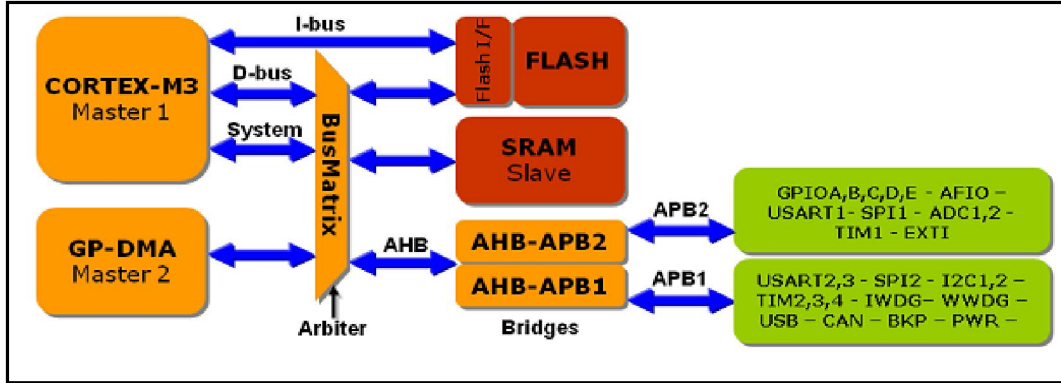 I-bus
CORTEX-M3
Master 1
D-bus
System
BusMatrix
Flash I/F
FLASH
SRAM
Slave
GP-DMA
Master 2
AHB
AHB-APB2
AHB-APB1
Bridges
Arbiter
APB2
GPIOA,B,C,D,E - AFIO –
USART1- SPI1 - ADC1,2 -
TIM1 - EXTI
APB1
USART2,3 - SPI2 - I2C1,2 –
TIM2,3,4 - IWDG– WWDG –
USB – CAN – BKP – PWR –